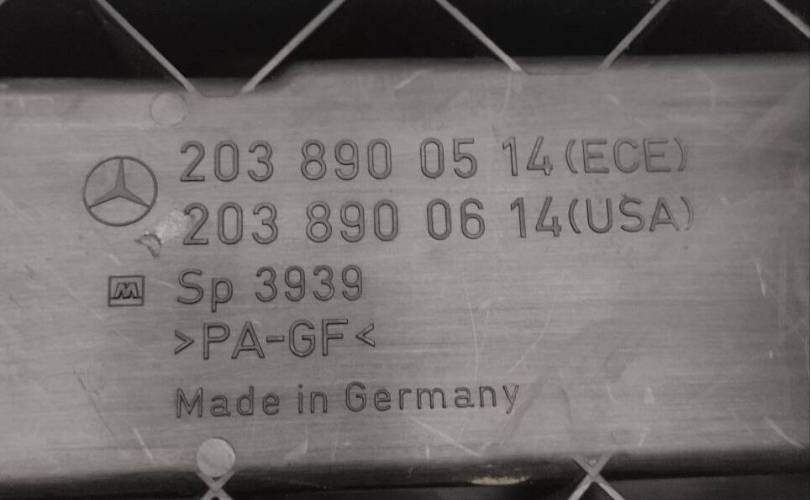 203 890 05 14(ECE)
203 890 06 14(USA)
M Sp 3939
>PA-GF<
Made in Germany